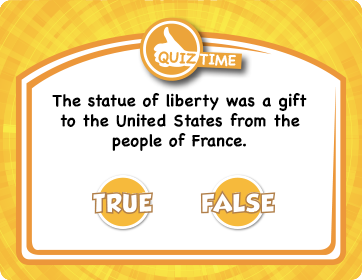 QUIZ TIME
The statue of liberty was a gift
to the United States from the
people of France.
TRUE FALSE